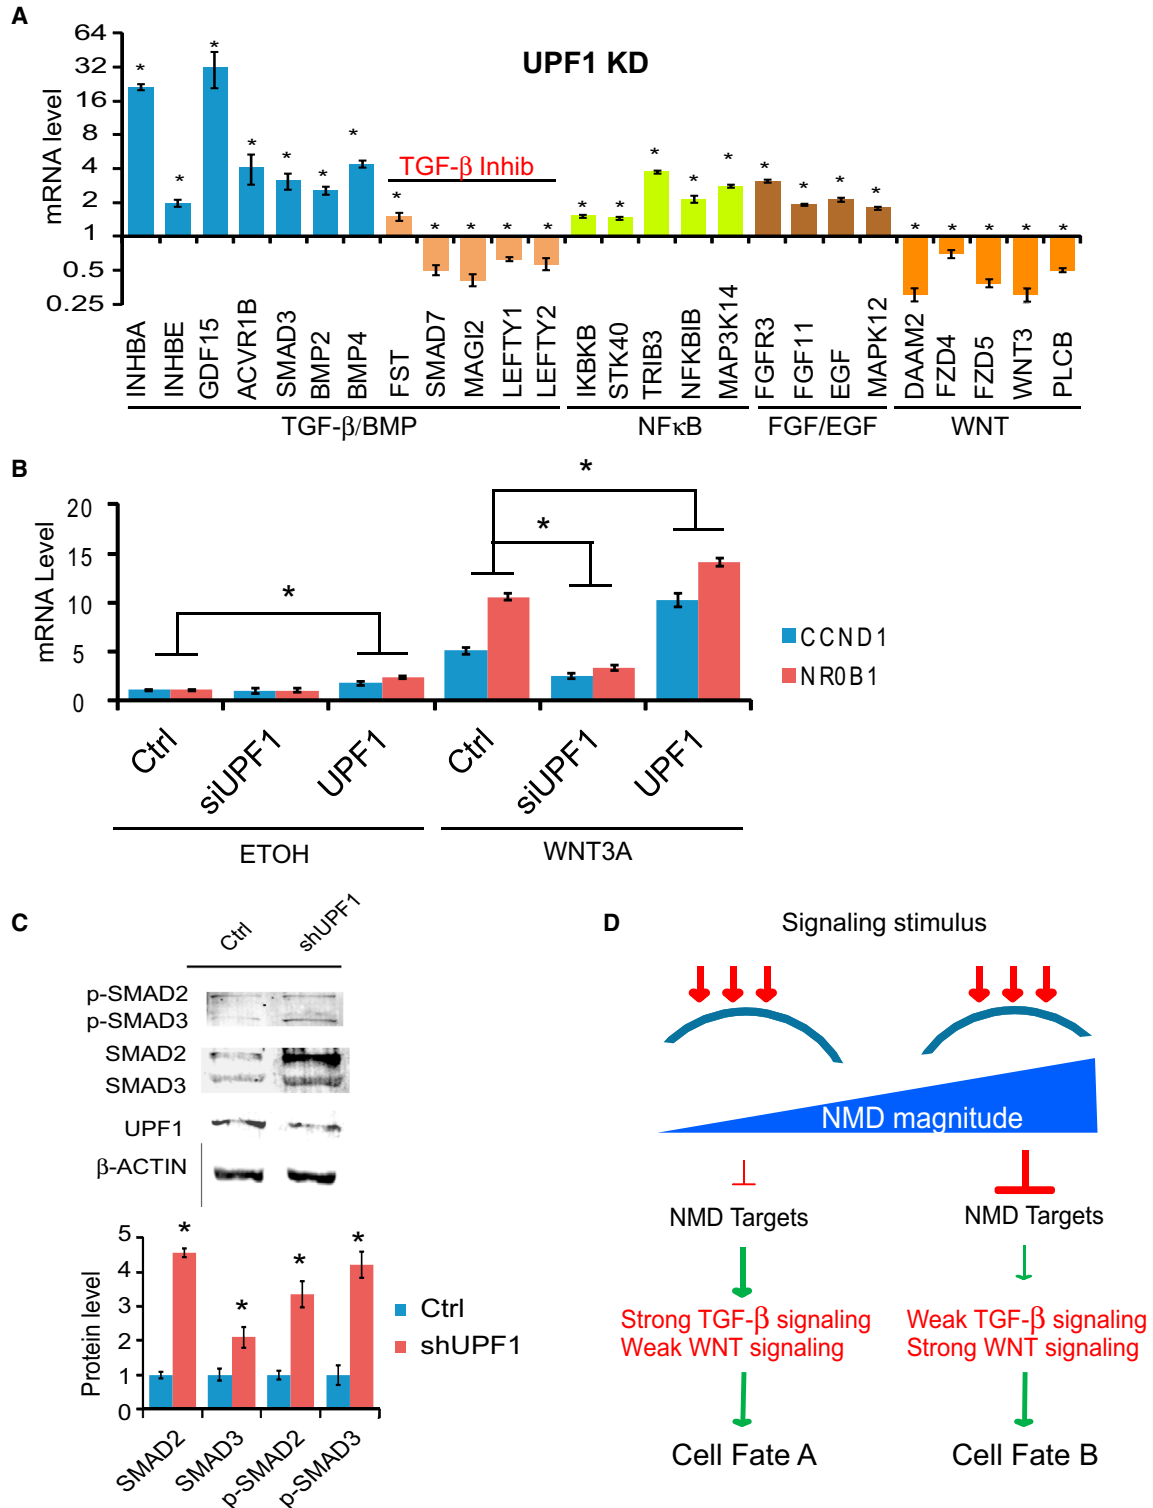 A
UPF1 KD
mRNA level
64
32
16
8
4
2
1
0.5
0.25
* * * * * * * * * * * * * * * * * * * * * * * * * *
TGF-β Inhib
INHBA
INHBE
GDF15
ACVR1B
SMAD3
BMP2
BMP4
FST
SMAD7
MAGI2
LEFTY1
LEFTY2
IKBKB
STK40
TRIB3
NFKBIB
MAP3K14
FGFR3
FGF11
EGF
MAPK12
DAAM2
FZD4
FZD5
WNT3
PLCB
TGF-β/BMP
NFκB
FGF/EGF
WNT
B
mRNA Level
20
15
10
5
0
*
*
*
CCND1
NR0B1
Ctrl
siUPF1
UPF1
Ctrl
siUPF1
UPF1
ETOH
WNT3A
C
Ctrl
shUPF1
p-SMAD2
p-SMAD3
SMAD2
SMAD3
UPF1
β-ACTIN
Protein level
5
4
3
2
1
0
* * * *
Ctrl
shUPF1
SMAD2
SMAD3
p-SMAD2
p-SMAD3
D
Signaling stimulus
NMD magnitude
NMD Targets
NMD Targets
Strong TGF-β signaling
Weak WNT signaling
Weak TGF-β signaling
Strong WNT signaling
Cell Fate A
Cell Fate B